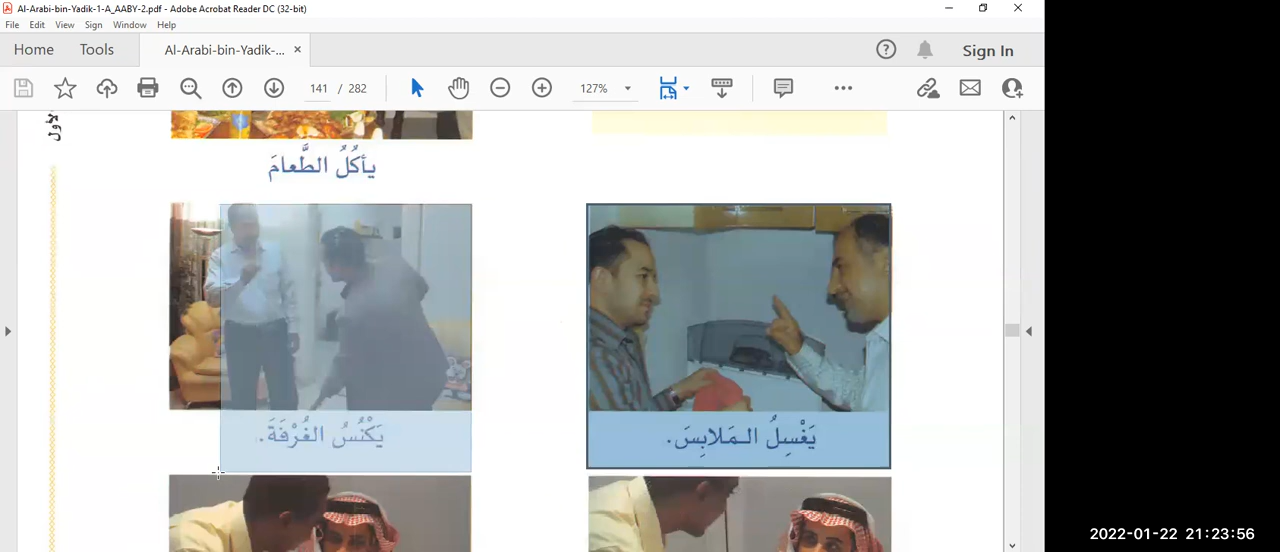 Al-Arabi-bin-Yadik-1-A_AABY-2.pdf - Adobe Acrobat Reader DC (32-bit)
File Edit View Sign Window Help
Home Tools Al-Arabi-bin-Yadik-... × Sign In
141 / 282 127%
يأكُلُ الطَّعامَ
يَغْسِلُ الـمَلابِسَ.
يَكْنُسُ الغُرْفَةَ.
2022-01-22 21:23:56